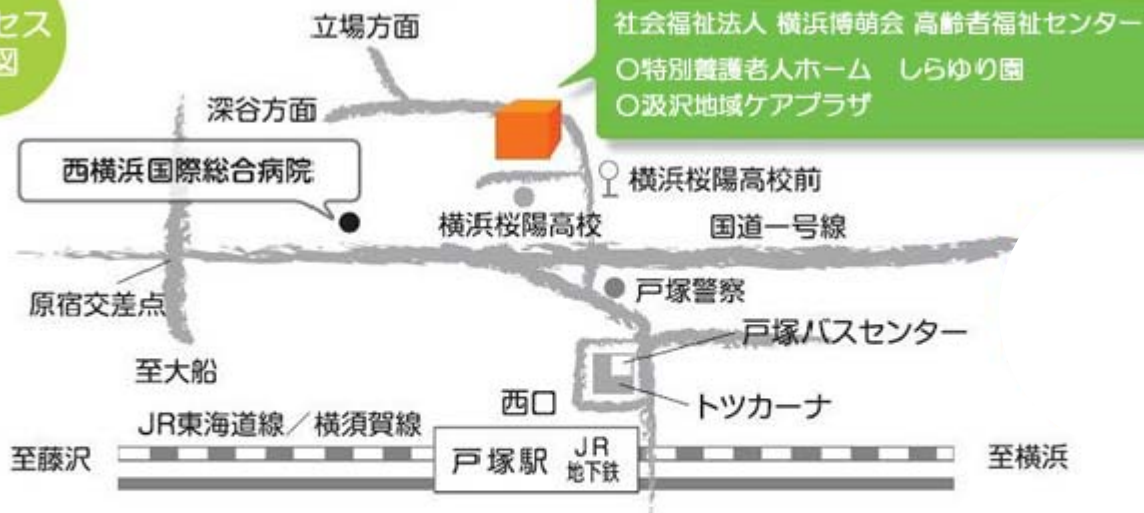 セス
図
社会福祉法人 横浜博萌会 高齢者福祉センター
○特別養護老人ホーム しらゆり園
○汲沢地域ケアプラザ
立場方面
深谷方面
西横浜国際総合病院
横浜桜陽高校前
横浜桜陽高校
国道一号線
原宿交差点
戸塚警察
戸塚バスセンター
至大船
西口
トツカーナ
JR東海道線/横須賀線
至藤沢
戸塚駅
JR
地下鉄
至横浜